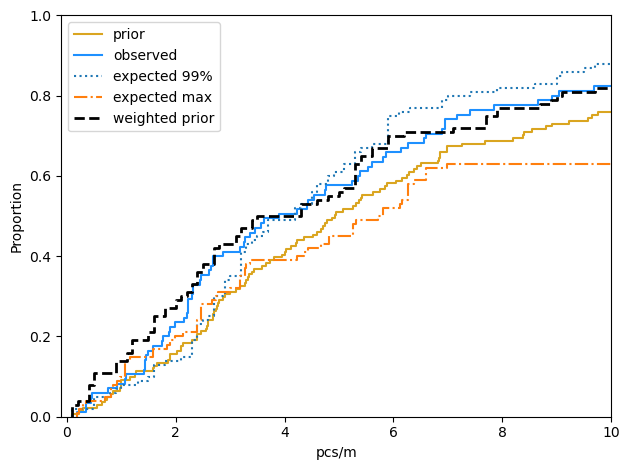 1.0
0.8
0.6
0.4
0.2
0.0
Proportion
prior
observed
expected 99%
expected max
weighted prior
0 2 4 6 8 10
pcs/m